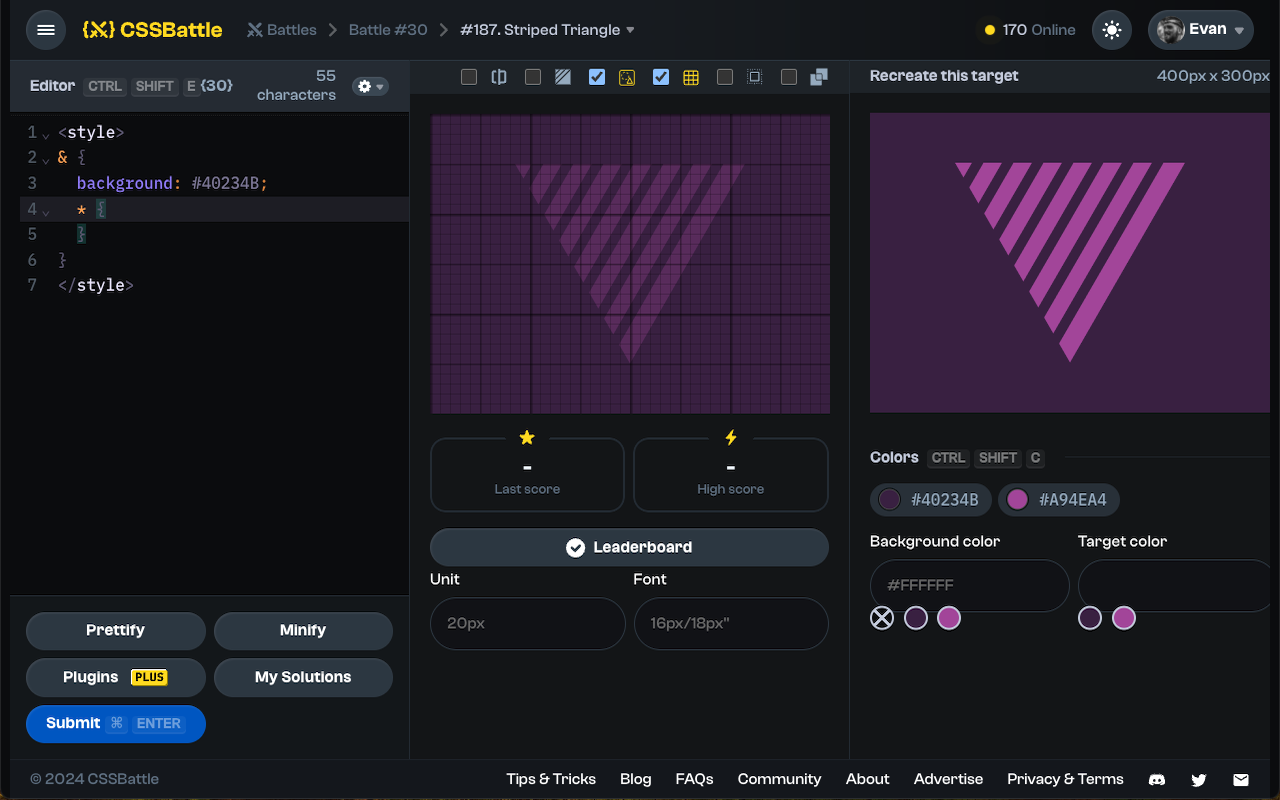 {X} CSSBattle
Battles
Battle #30
#187. Striped Triangle
170 Online
Evan
Editor CTRL SHIFT E {30}
55 characters
1 <style>
2 & {
3 background: #40234B;
4 * {
5 }
6 }
7 </style>
Prettify
Minify
Plugins PLUS
My Solutions
Submit ⌘ ENTER
-
Last score
-
High score
Leaderboard
Unit
Font
20px
16px/18px"
Recreate this target
400px x 300px
Colors CTRL SHIFT C
#40234B
#A94EA4
Background color
Target color
#FFFFFF
© 2024 CSSBattle
Tips & Tricks
Blog
FAQs
Community
About
Advertise
Privacy & Terms